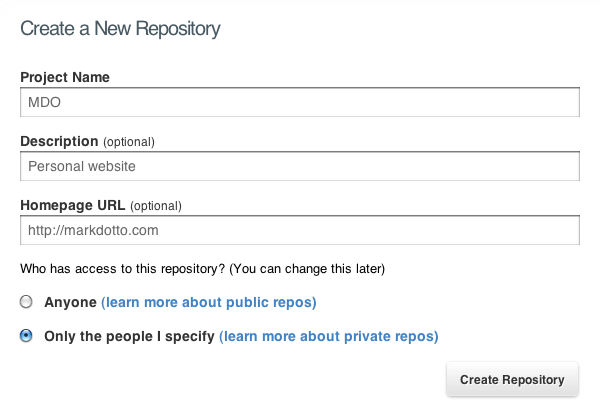 Create a New Repository
Project Name
MDO
Description (optional)
Personal website
Homepage URL (optional)
http://markdotto.com
Who has access to this repository? (You can change this later)
Anyone (learn more about public repos)
Only the people I specify (learn more about private repos)
Create Repository